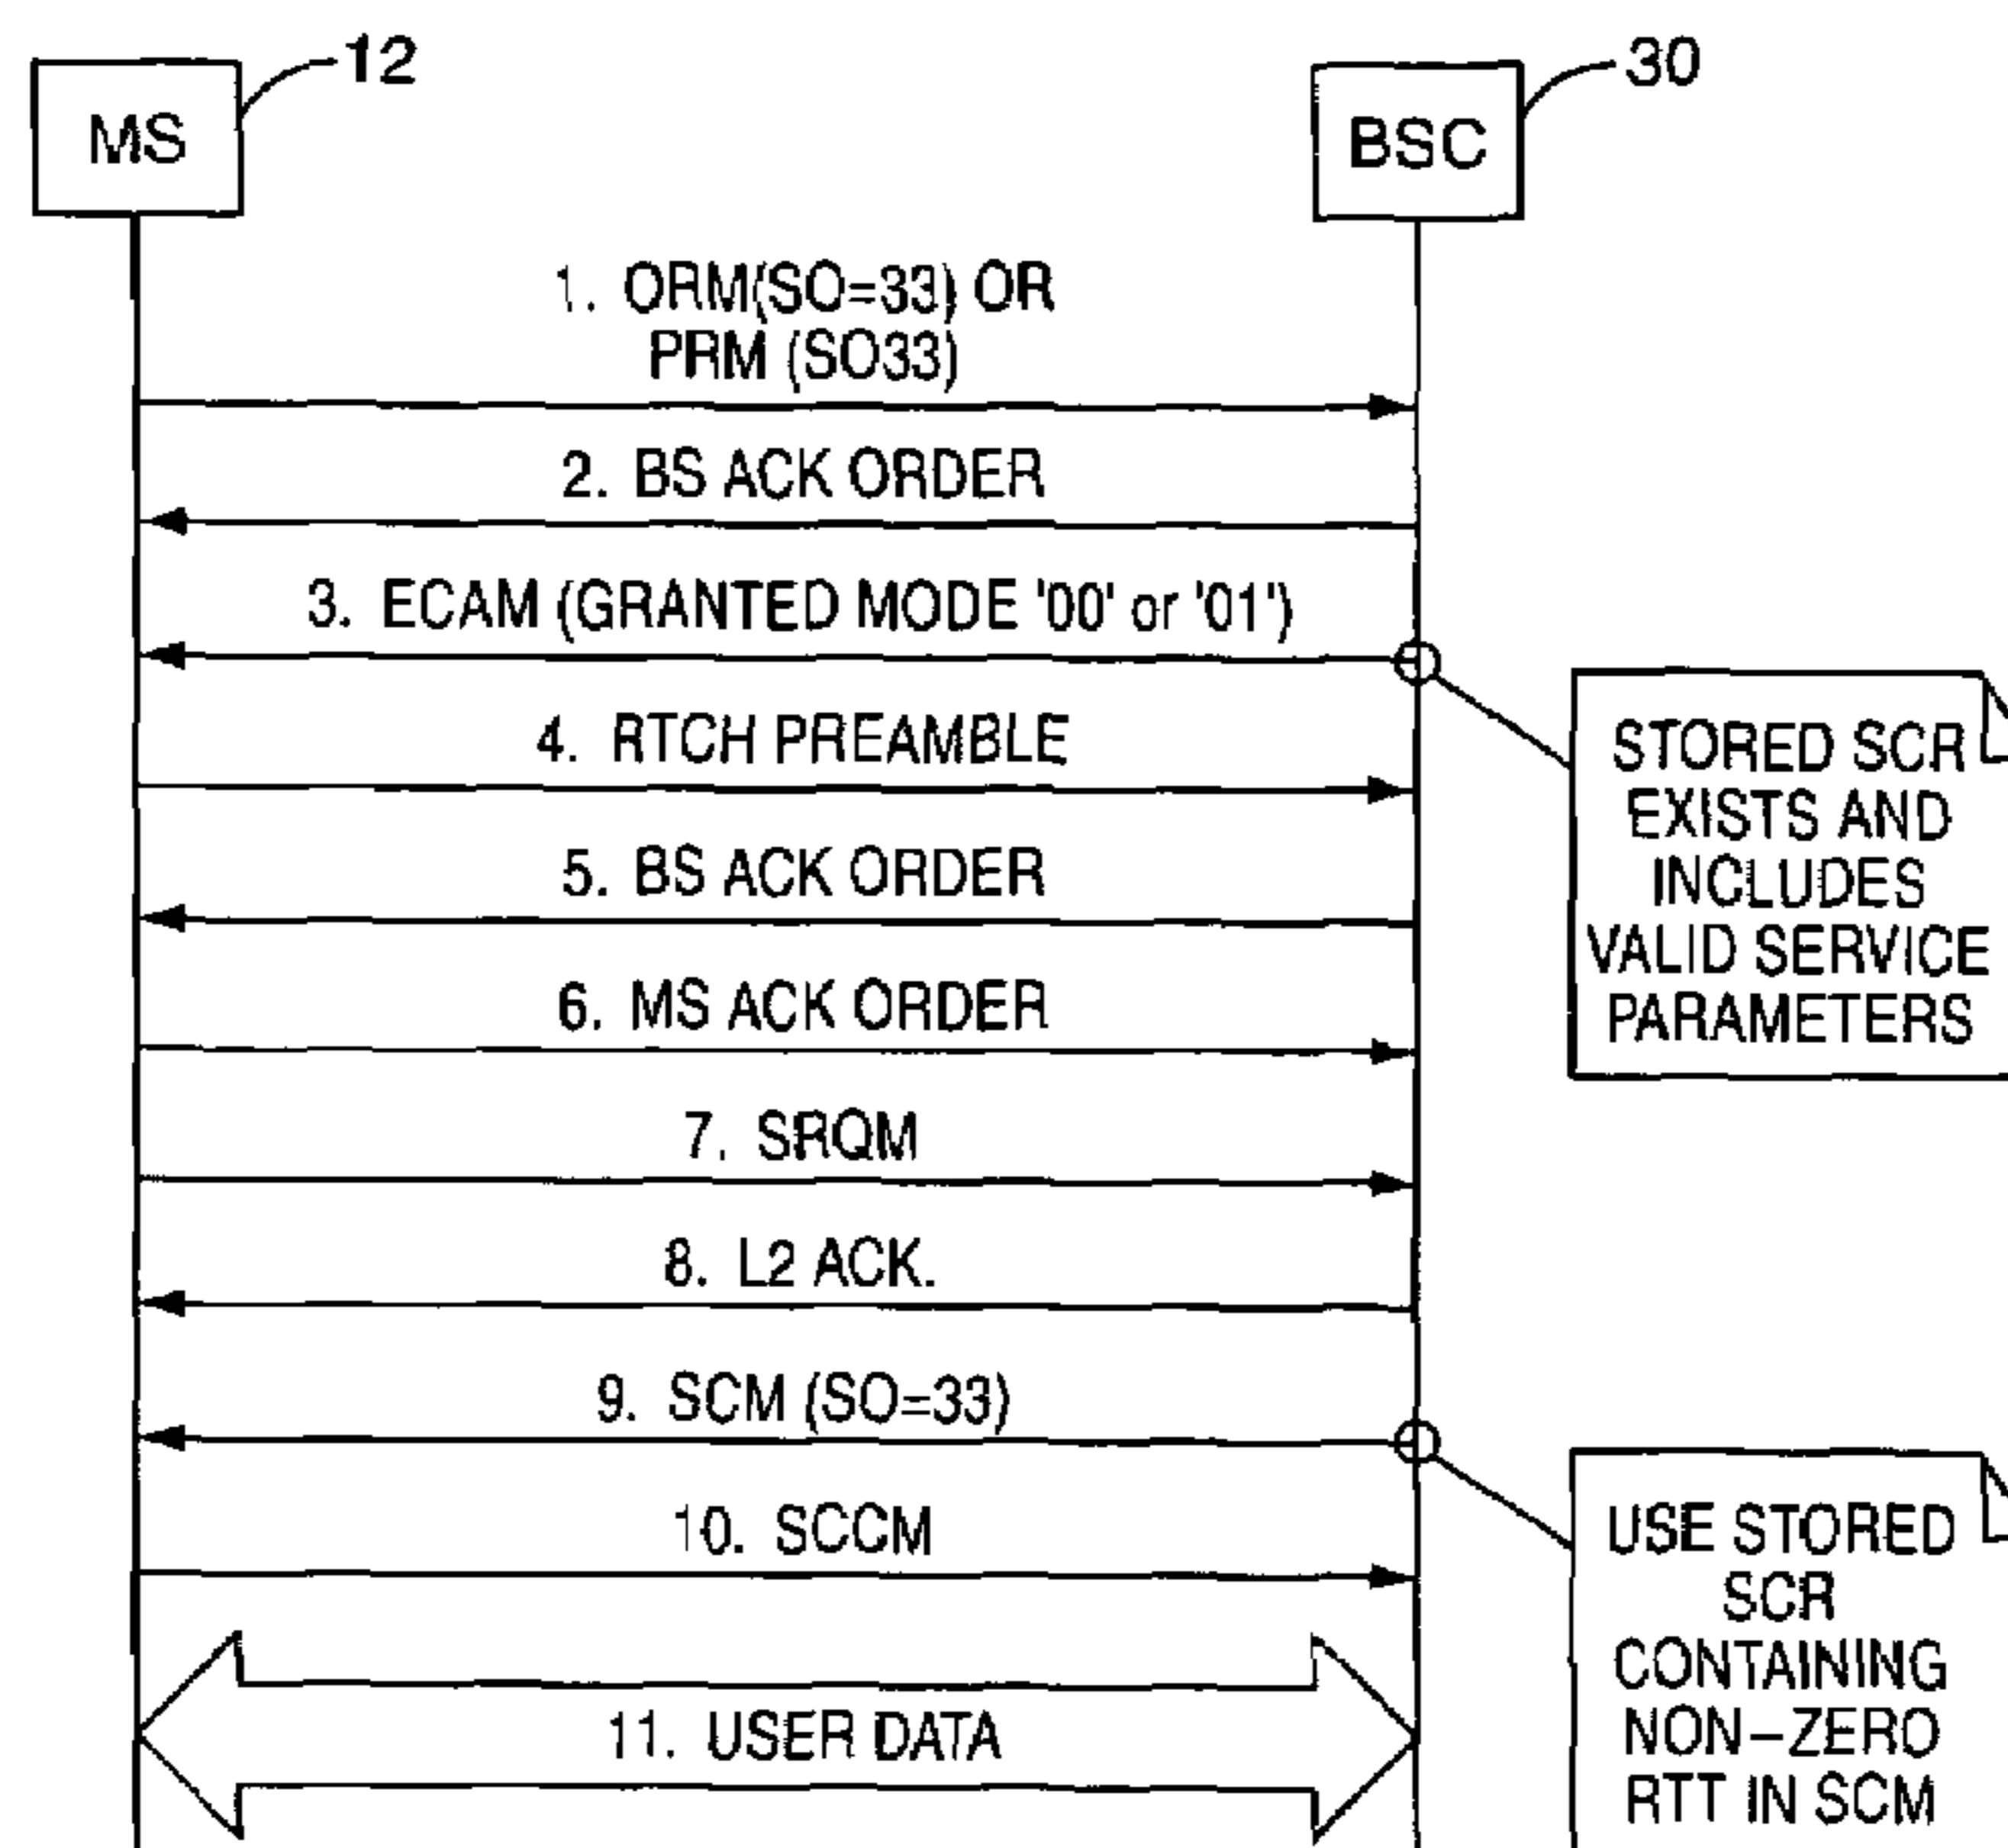 12
30
MS
BSC
1. ORM(SO=33) OR
PRM (SO33)
2. BS ACK ORDER
3. ECAM (GRANTED MODE '00' or '01')
STORED SCR
EXISTS AND
INCLUDES
VALID SERVICE
PARAMETERS
4. RTCH PREAMBLE
5. BS ACK ORDER
6. MS ACK ORDER
7. SRQM
8. L2 ACK.
9. SCM (SO=33)
USE STORED
SCR
CONTAINING
NON-ZERO
RTT IN SCM
10. SCCM
11. USER DATA